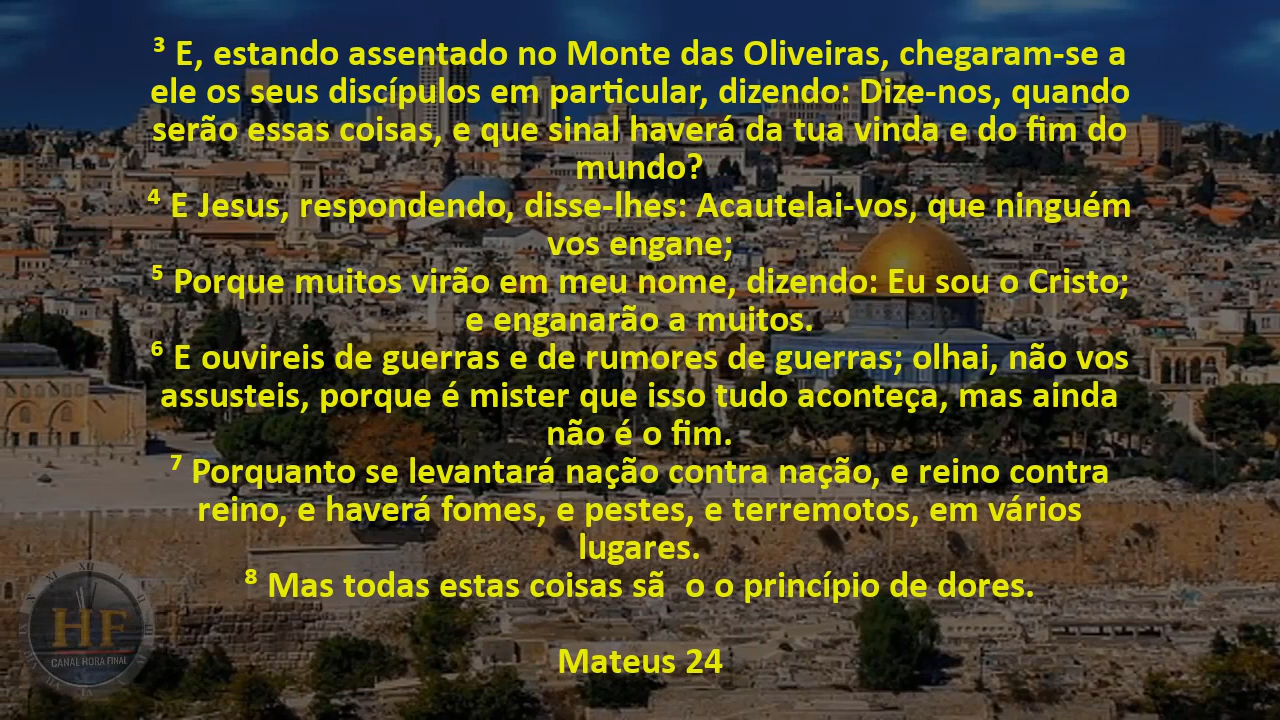 ³ E, estando assentado no Monte das Oliveiras, chegaram-se a
ele os seus discípulos em particular, dizendo: Dize-nos, quando
serão essas coisas, e que sinal haverá da tua vinda e do fim do
mundo?
⁴ E Jesus, respondendo, disse-lhes: Acautelai-vos, que ninguém
vos engane;
⁵ Porque muitos virão em meu nome, dizendo: Eu sou o Cristo;
e enganarão a muitos.
⁶ E ouvireis de guerras e de rumores de guerras; olhai, não vos
assusteis, porque é mister que isso tudo aconteça, mas ainda
não é o fim.
⁷ Porquanto se levantará nação contra nação, e reino contra
reino, e haverá fomes, e pestes, e terremotos, em vários
lugares.
⁸ Mas todas estas coisas sã  o o princípio de dores.
Mateus 24
HF
CANAL HORA FINAL